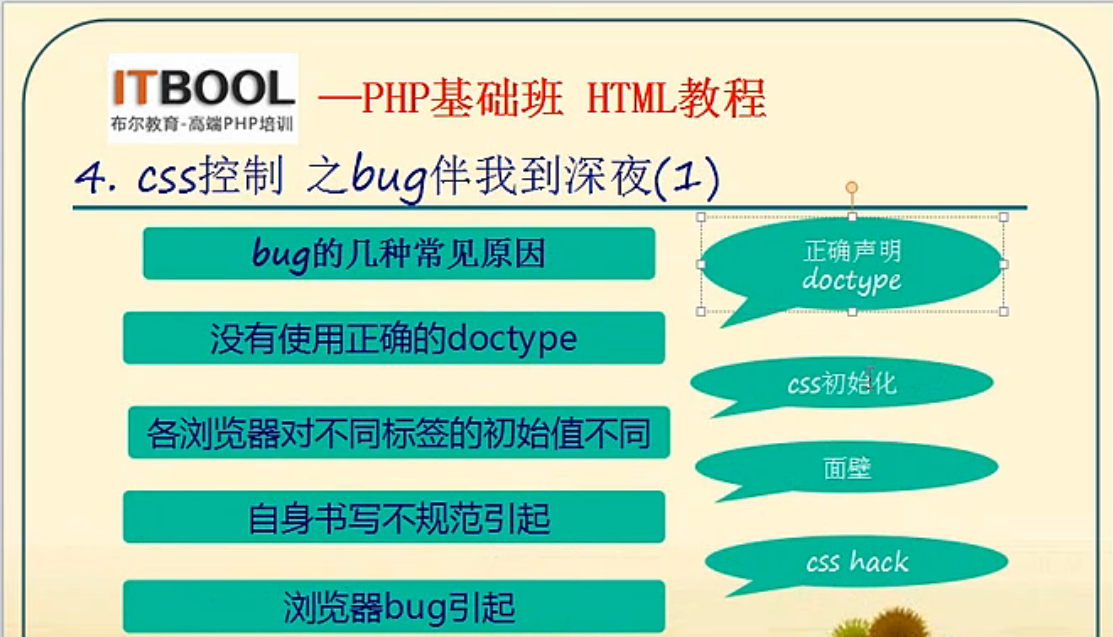 ITBOOL
布尔教育-高端PHP培训
—PHP基础班 HTML教程
4. css控制 之bug伴我到深夜(1)
bug的几种常见原因
正确声明
doctype
没有使用正确的doctype
css初始化
各浏览器对不同标签的初始值不同
面壁
自身书写不规范引起
css hack
浏览器bug引起